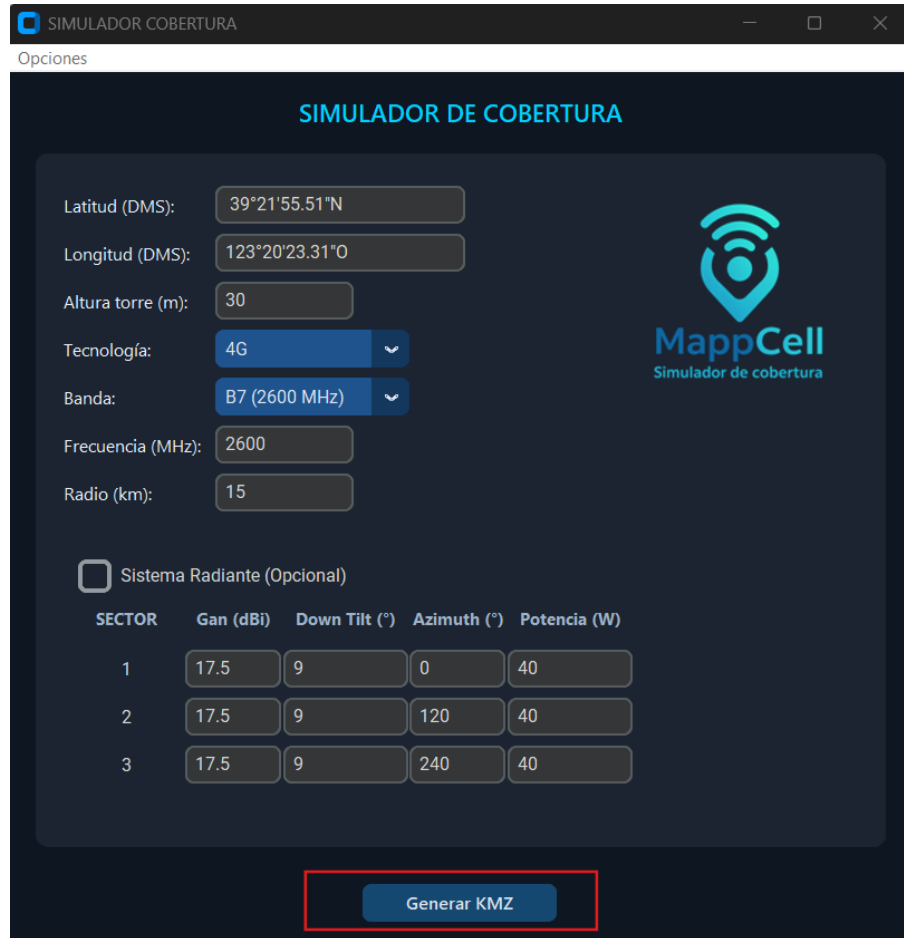 SIMULADOR COBERTURA
Opciones
SIMULADOR DE COBERTURA
Latitud (DMS): 39°21'55.51"N
Longitud (DMS): 123°20'23.31"O
Altura torre (m): 30
Tecnología: 4G
Banda: B7 (2600 MHz)
Frecuencia (MHz): 2600
Radio (km): 15
MappCell
Simulador de cobertura
Sistema Radiante (Opcional)
SECTOR Gan (dBi) Down Tilt (°) Azimuth (°) Potencia (W)
1 17.5 9 0 40
2 17.5 9 120 40
3 17.5 9 240 40
Generar KMZ